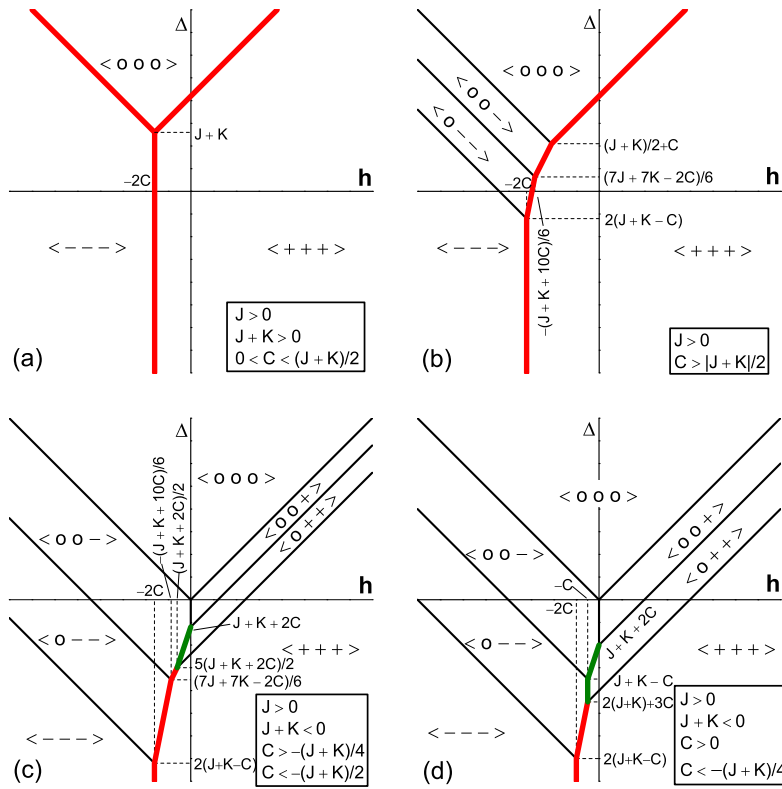 Δ
< o o o >
J + K
−2C
h
< − − − >
< + + + >
J > 0
J + K > 0
0 < C < (J + K)/2
(a)
Δ
< o o o >
< o o − >
< o − − >
(J + K)/2+C
−2C
h
(7J + 7K − 2C)/6
2(J + K − C)
−(J + K + 10C)/6
< − − − >
< + + + >
J > 0
C > |J + K|/2
(b)
Δ
−(J + K + 10C)/6
(J + K + 2C)/2
< o o o >
< o o + >
< o + + >
< o o − >
−2C
h
< o − − >
J + K + 2C
< + + + >
5(J + K + 2C)/2
(7J + 7K − 2C)/6
< − − − >
2(J+K−C)
J > 0
J + K < 0
C > −(J + K)/4
C < −(J + K)/2
(c)
Δ
< o o o >
< o o + >
< o + + >
< o o − >
−C
−2C
h
< o − − >
J + K + 2C
< + + + >
J + K − C
2(J + K)+3C
< − − − >
2(J+K−C)
J > 0
J + K < 0
C > 0
C < −(J + K)/4
(d)